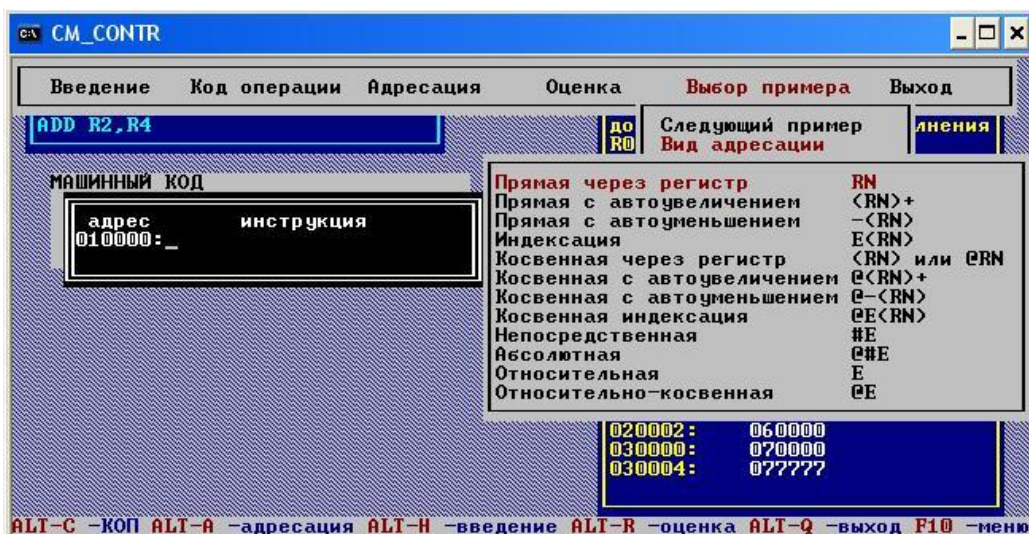 CM_CONTR
Введение Код операции Адресация Оценка Выбор примера Выход
ADD R2,R4
до
Следующий пример
лнения
R0
Вид адресации
МАШИННЫЙ КОД
адрес инструкция
010000:_
Прямая через регистр RN
Прямая с автоувеличением (RN)+
Прямая с автоуменьшением -(RN)
Индексация E(RN)
Косвенная через регистр (RN) или @RN
Косвенная с автоувеличением @(RN)+
Косвенная с автоуменьшением @-(RN)
Косвенная индексация @E(RN)
Непосредственная #E
Абсолютная @#E
Относительная E
Относительно-косвенная @E
020002: 060000
030000: 070000
030004: 077777
ALT-C -КОП ALT-A -адресация ALT-H -введение ALT-R -оценка ALT-Q -выход F10 -меню